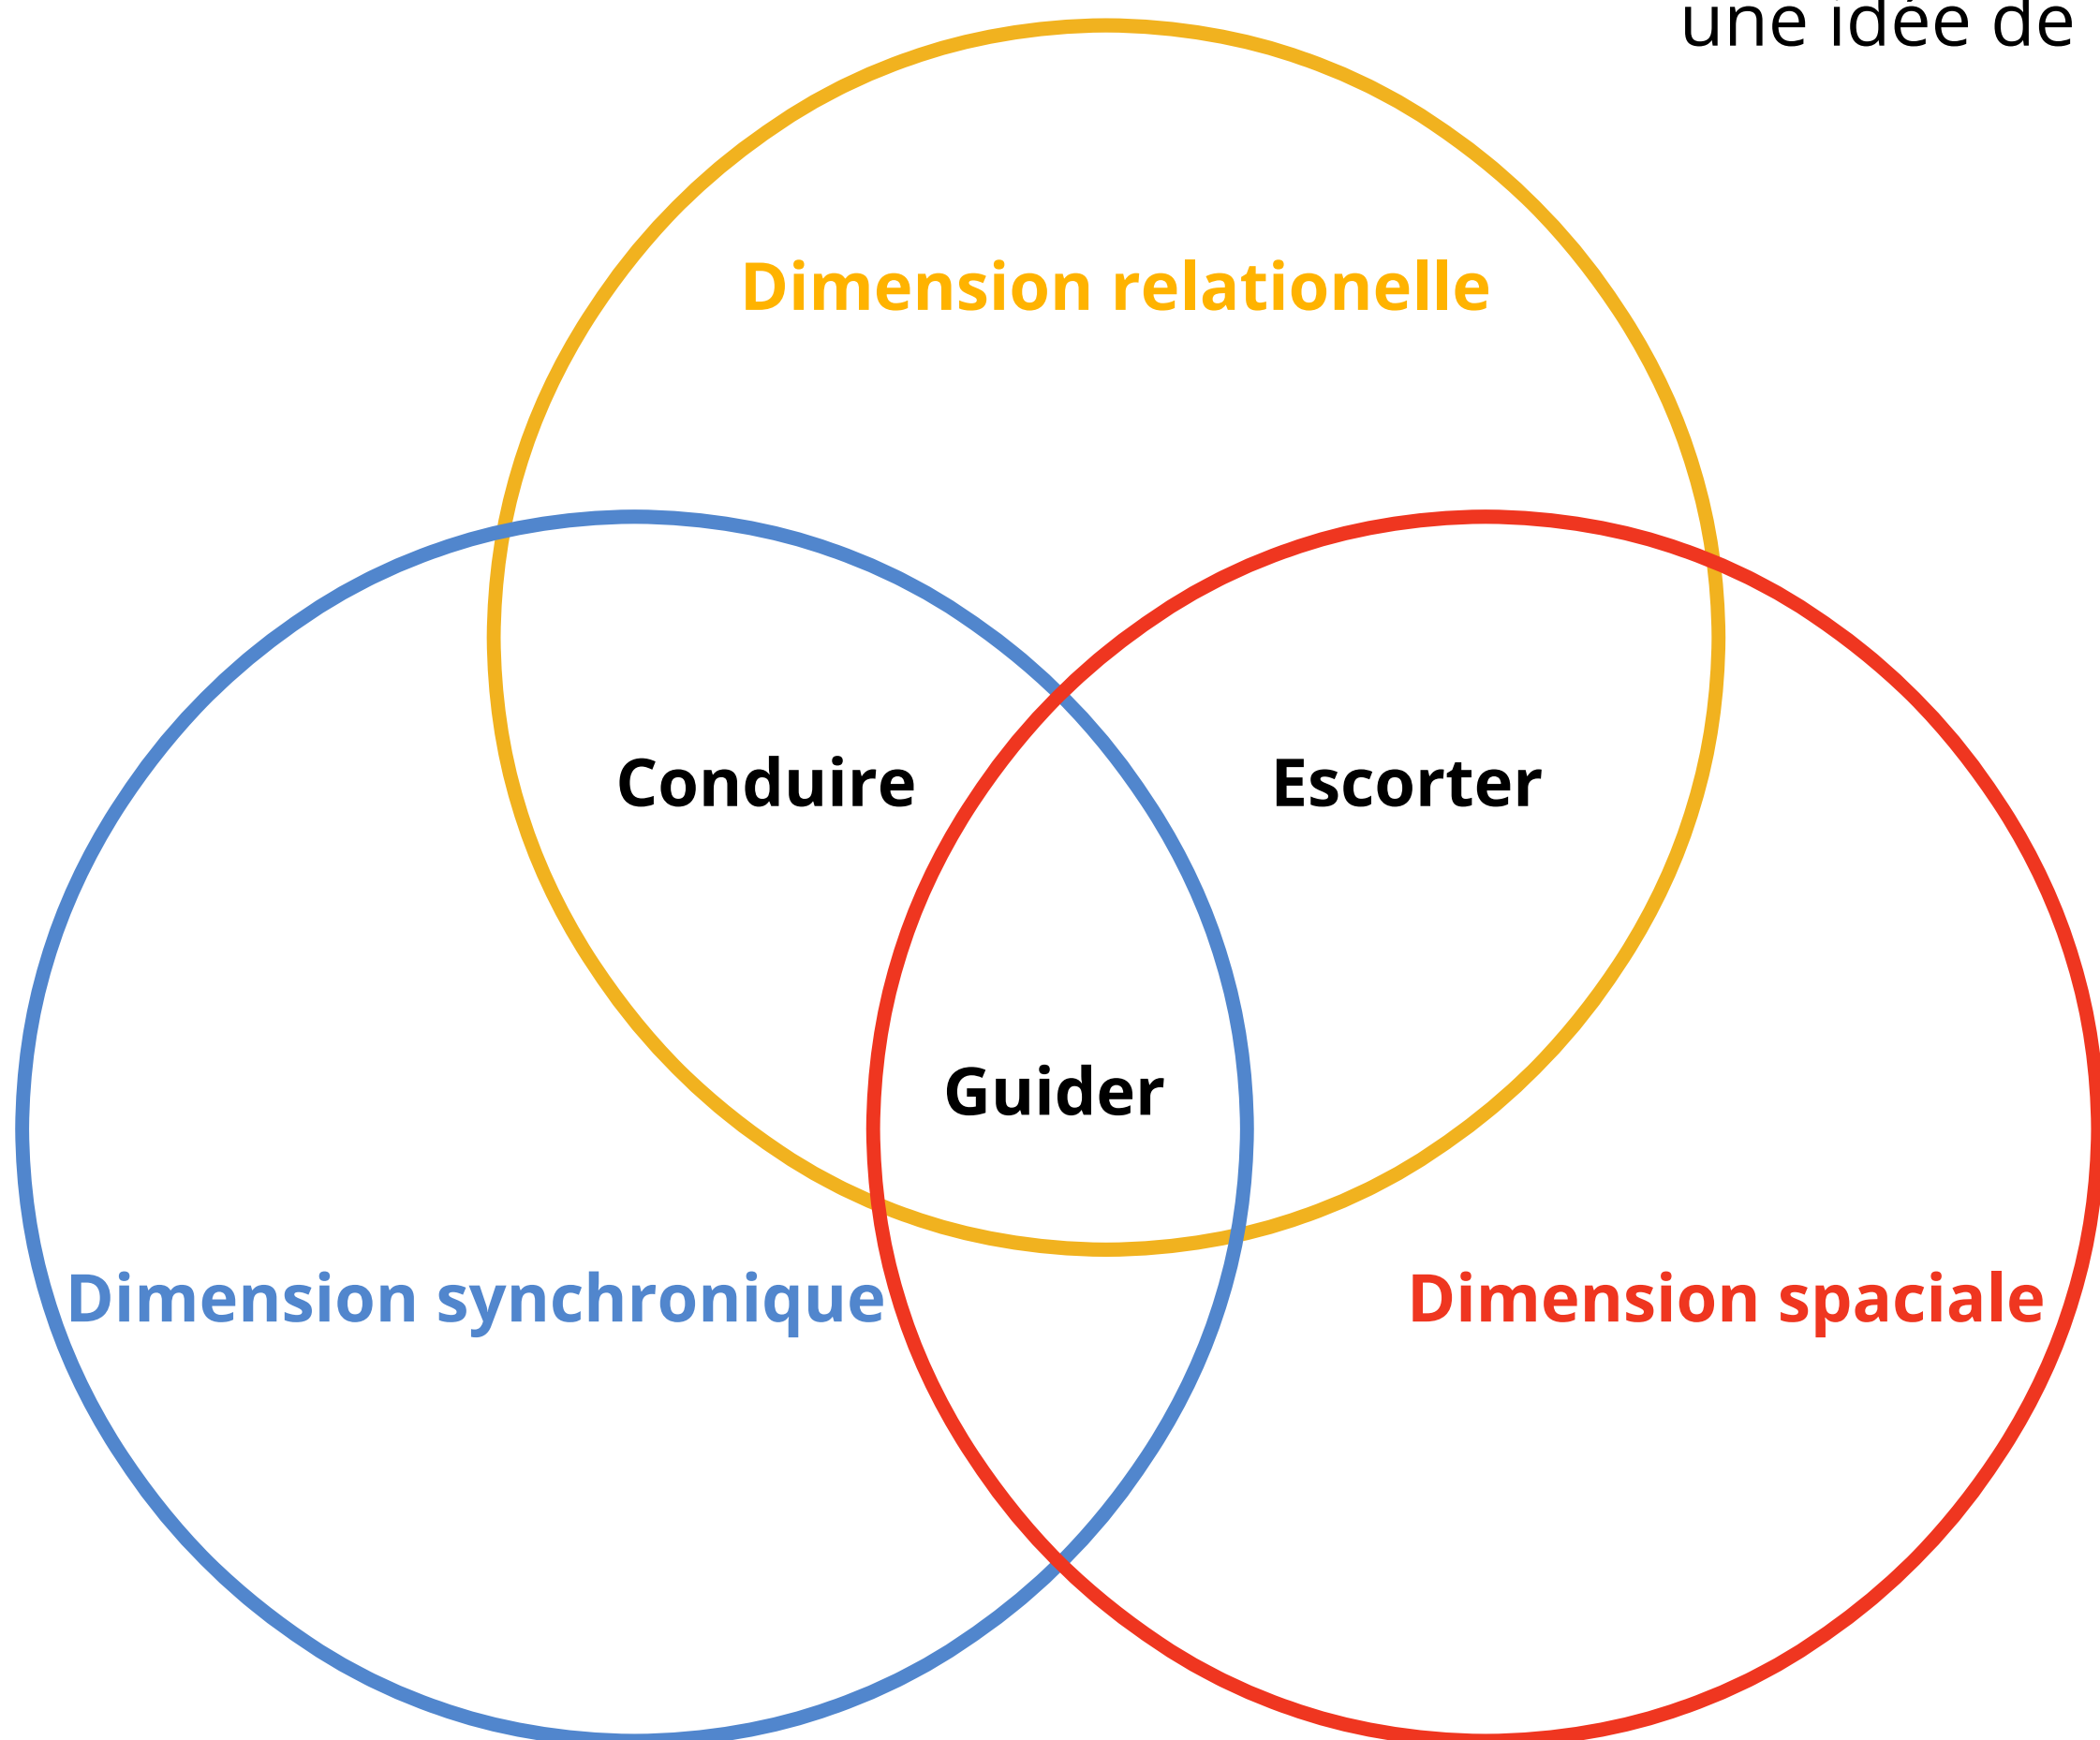 une idée de
Dimension relationelle
Conduire
Escorter
Guider
Dimension synchronique
Dimension spaciale